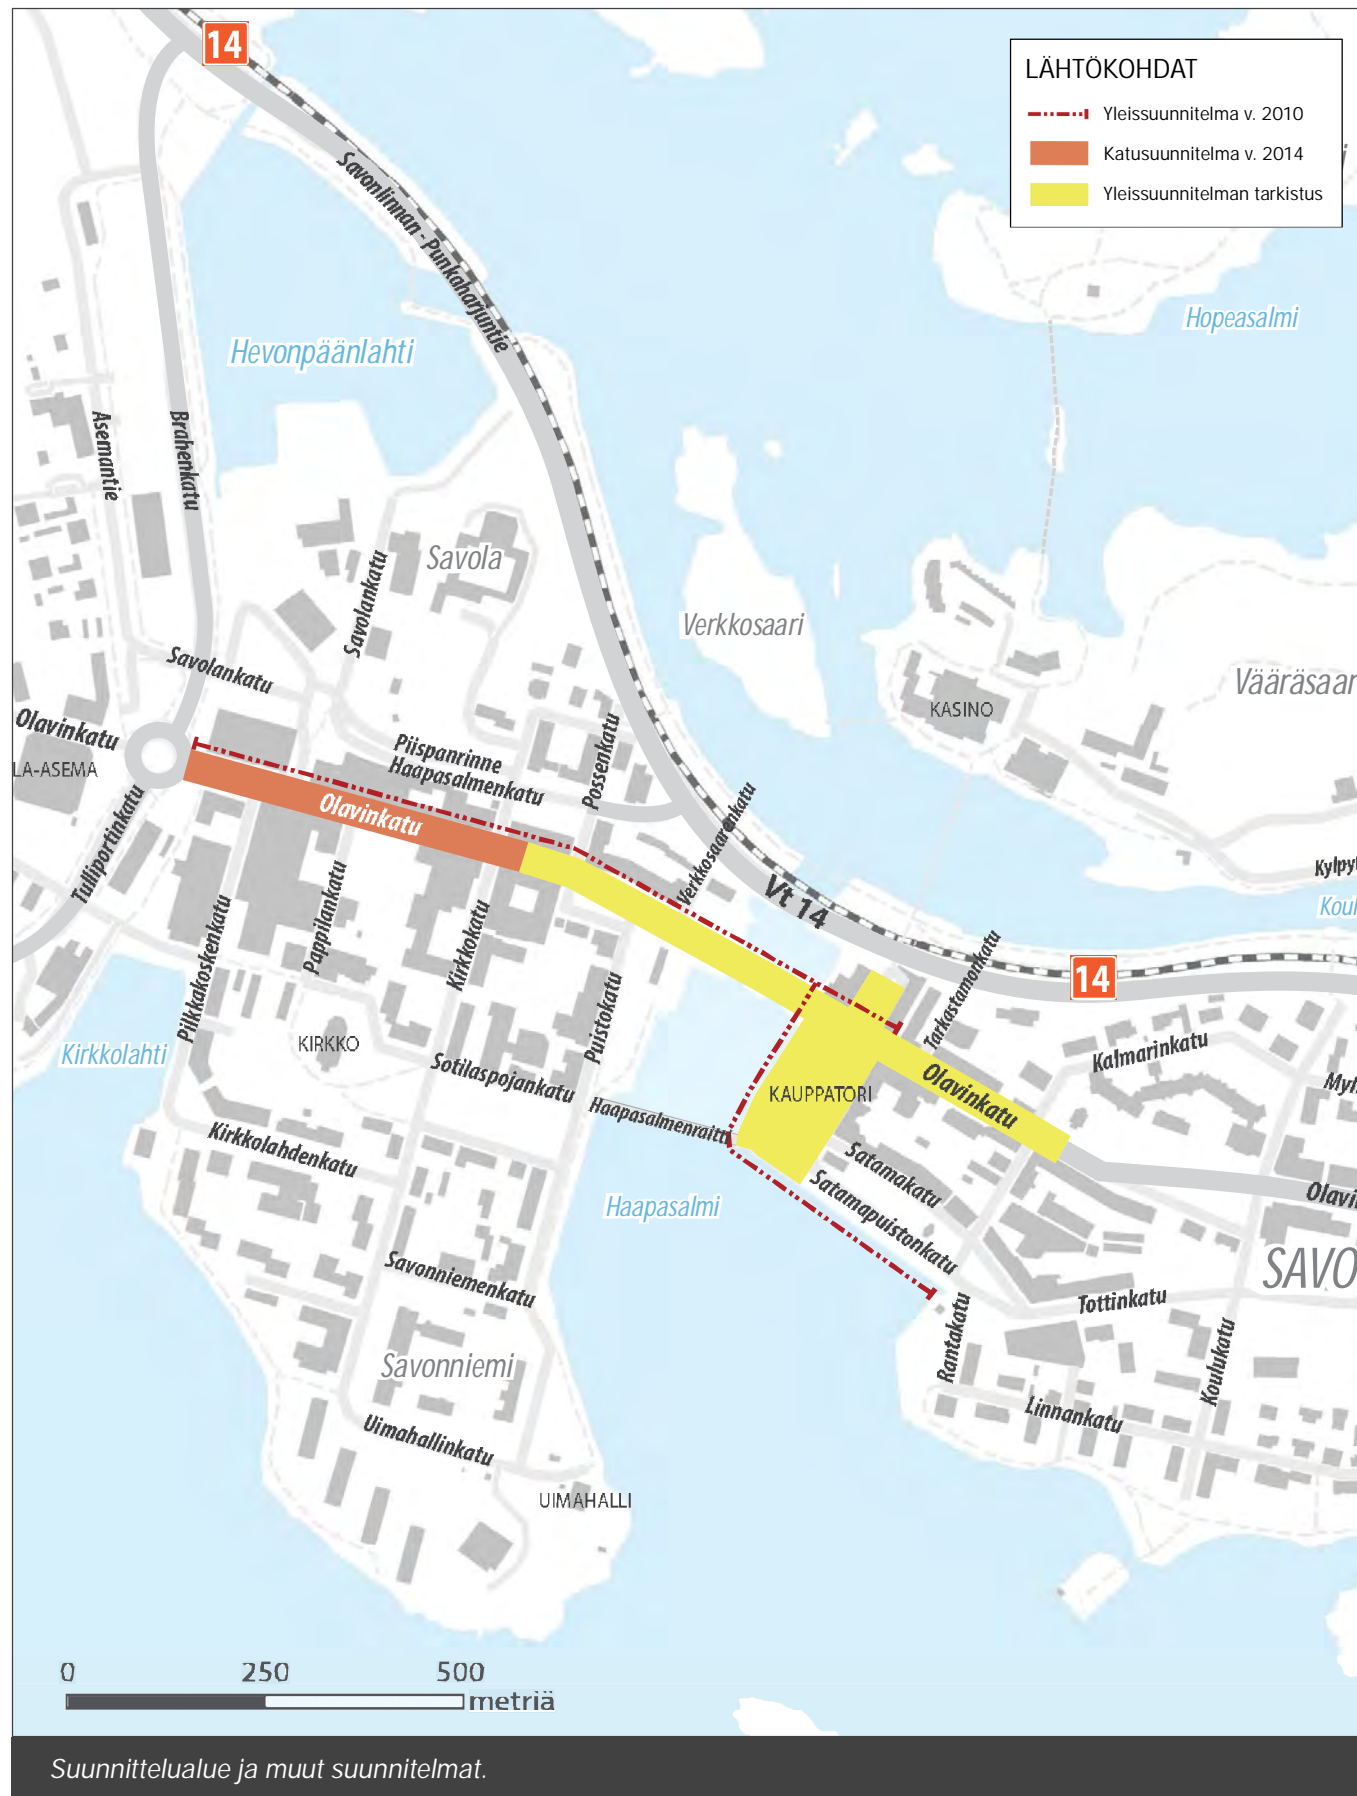 14
LÄHTÖKOHDAT
Yleissuunnitelma v. 2010
Katusuunnitelma v. 2014
Yleissuunnitelman tarkistus
Savonlinnan - Punkaharjuntie
Hopeasalmi
Hevonpäänlahti
Asemantie
Brahenkatu
Savola
Savolankatu
Verkkosaari
Savolankatu
Vääräsaar
KASINO
Olavinkatu
LA-ASEMA
Piispanrinne
Haapasalmenkatu
Possenkatu
Olavinkatu
Tulliportinkatu
Verkkosaarenkatu
Kylpyl
Koul
Vt 14
Pappilankatu
Kirkkokatu
Pilkkakoskenkatu
14
Tarkastamonkatu
Puistokatu
KIRKKO
Kirkkolahti
Sotilaspojankatu
Kalmarinkatu
KAUPPATORI
Olavinkatu
Myl
Haapasalmenraitti
Kirkkolahdenkatu
Satamakatu
Haapasalmi
Satamapuistonkatu
Olavin
SAVO
Savonniemenkatu
Tottinkatu
Rantakatu
Koulukatu
Savonniemi
Linnankatu
Uimahallinkatu
UIMAHALLI
0 250 500
metriä
Suunnittelualue ja muut suunnitelmat.